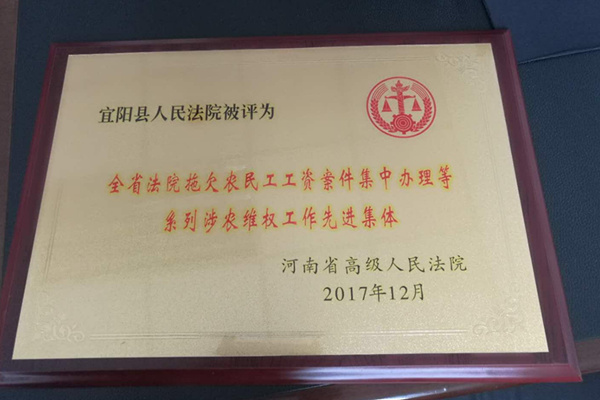 宜阳县人民法院被评为
全省法院拖欠农民工工资案件集中办理等
系列涉农维权工作先进集体
河南省高级人民法院
2017年12月